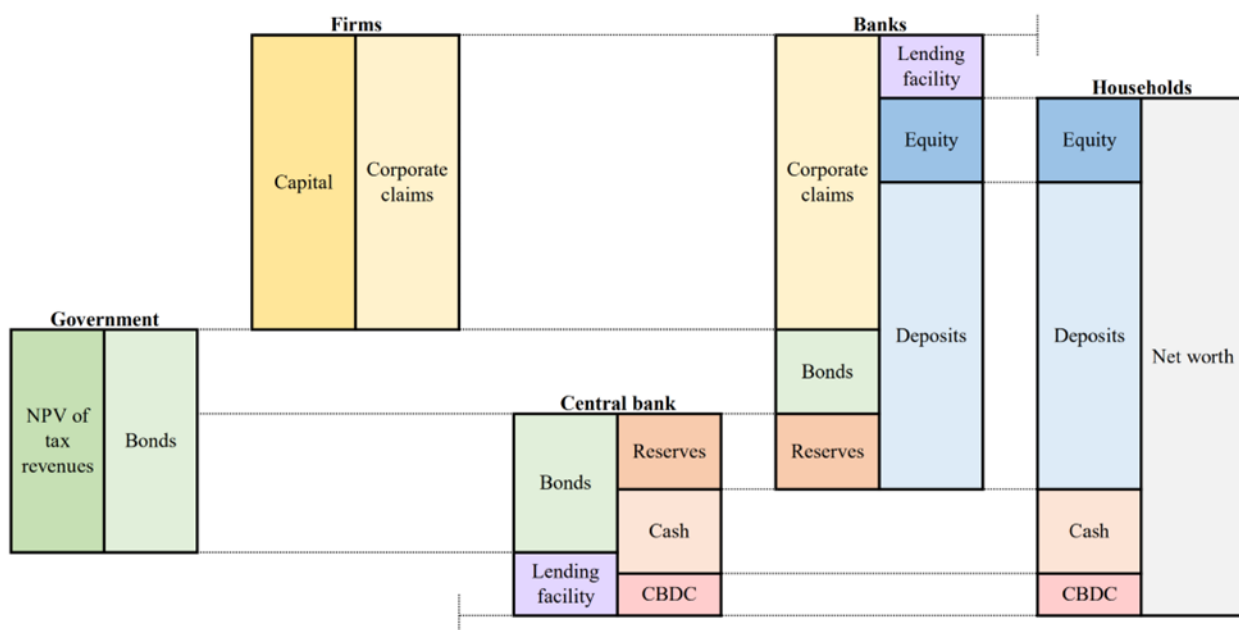 Firms
Capital
Corporate
claims
Banks
Corporate
claims
Bonds
Reserves
Lending
facility
Equity
Deposits
Households
Equity
Deposits
Cash
CBDC
Net worth
Government
NPV of
tax
revenues
Bonds
Central bank
Bonds
Lending
facility
Reserves
Cash
CBDC